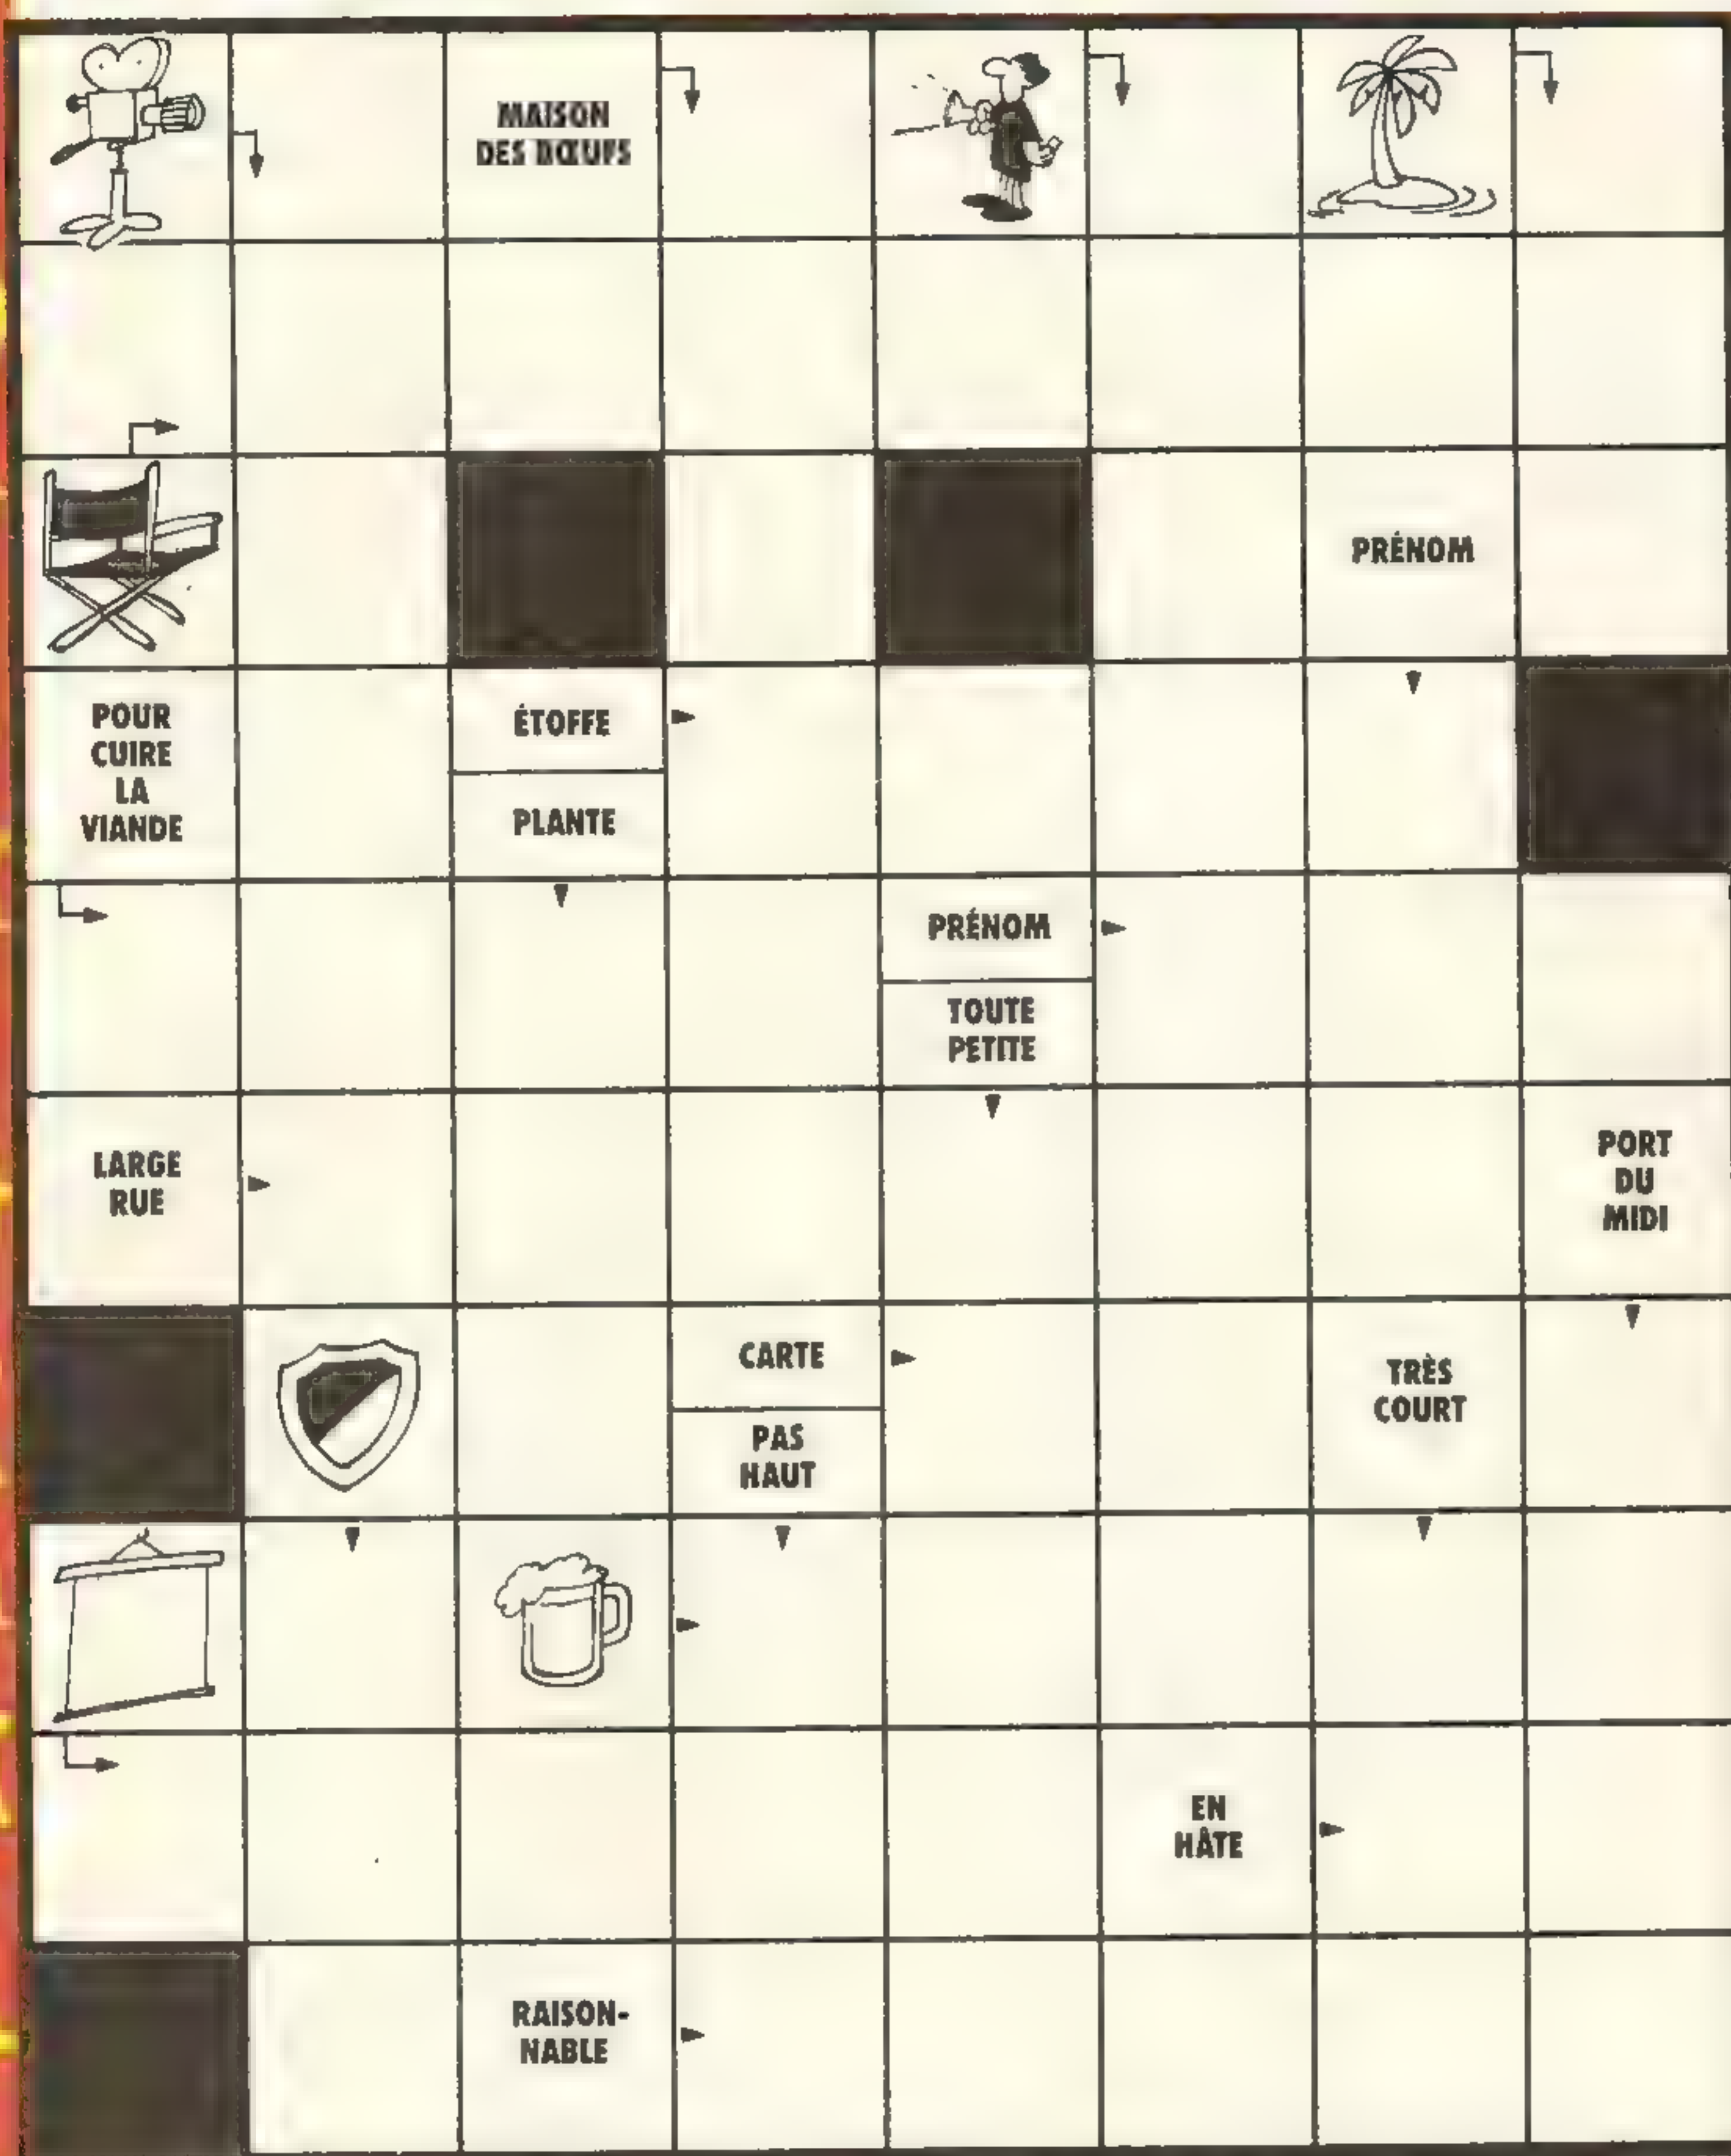 MAISON
DES BŒUFS
PRÉNOM
POUR
CUIRE
LA
VIANDE
ÉTOFFE
PLANTE
PRÉNOM
TOUTE
PETITE
LARGE
RUE
PORT
DU
MIDI
CARTE
PAS
HAUT
TRÈS
COURT
EN
HÂTE
RAISON-
NABLE